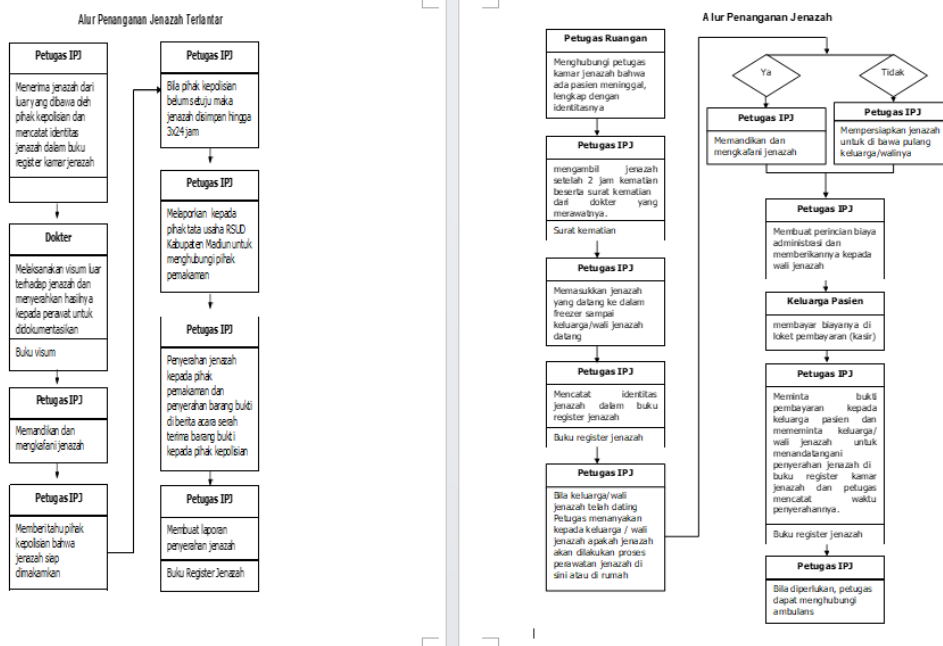 Alur Penanganan Jenazah Terlantar
Petugas IPJ
Menerima jenazah dari
luar yang dibawa oleh
pihak kepolisian dan
mencatat identitas
jenazah dalam buku
register kamar jenazah
Dokter
Melaksanakan visum luar
terhadap jenazah dan
menyerahkan hasilnya
kepada perawat untuk
didokumentasikan
Buku visum
Petugas IPJ
Memandikan dan
mengkafani jenazah
Petugas IPJ
Memberi tahu pihak
kepolisian bahwa
jenazah siap
dimakamkan
Petugas IPJ
Bila pihak kepolisian
belum setuju maka
jenazah disimpan hingga
3x24 jam
Petugas IPJ
Melaporkan kepada
pihak tata usaha RSUD
Kabupaten Madiun untuk
menghubungi pihak
pemakaman
Petugas IPJ
Penyerahan jenazah
kepada pihak
pemakaman dan
penyerahan barang bukti
di berita acara serah
terima barang bukti
kepada pihak kepolisian
Petugas IPJ
Membuat laporan
penyerahan jenazah
Buku Register Jenazah
Alur Penanganan Jenazah
Petugas Ruangan
Menghubungi petugas
kamar jenazah bahwa
ada pasien meninggal,
lengkap dengan
identitasnya
Petugas IPJ
mengambil jenazah
setelah 2 jam kematian
beserta surat kematian
dari dokter yang
merawatnya.
Surat kematian
Petugas IPJ
Memasukkan jenazah
yang datang ke dalam
freezer sampai
keluarga/wali jenazah
datang
Petugas IPJ
Mencatat identitas
jenazah dalam buku
register jenazah
Buku register jenazah
Petugas IPJ
Bila keluarga/wali
jenazah telah dating
Petugas menanyakan
kepada keluarga / wali
jenazah apakah jenazah
akan dilakukan proses
perawatan jenazah di
sini atau di rumah
Ya
Tidak
Petugas IPJ
Memandikan dan
mengkafani jenazah
Petugas IPJ
Mempersiapkan jenazah
untuk di bawa pulang
keluarga/walinya
Petugas IPJ
Membuat perincian biaya
administrasi dan
memberikannya kepada
wali jenazah
Keluarga Pasien
membayar biayanya di
loket pembayaran (kasir)
Petugas IPJ
Meminta bukti
pembayaran kepada
keluarga pasien dan
mememinta keluarga/
wali jenazah untuk
menandatangani
penyerahan jenazah di
buku register kamar
jenazah dan petugas
mencatat waktu
penyerahannya.
Buku register jenazah
Petugas IPJ
Bila diperlukan, petugas
dapat menghubungi
ambulans